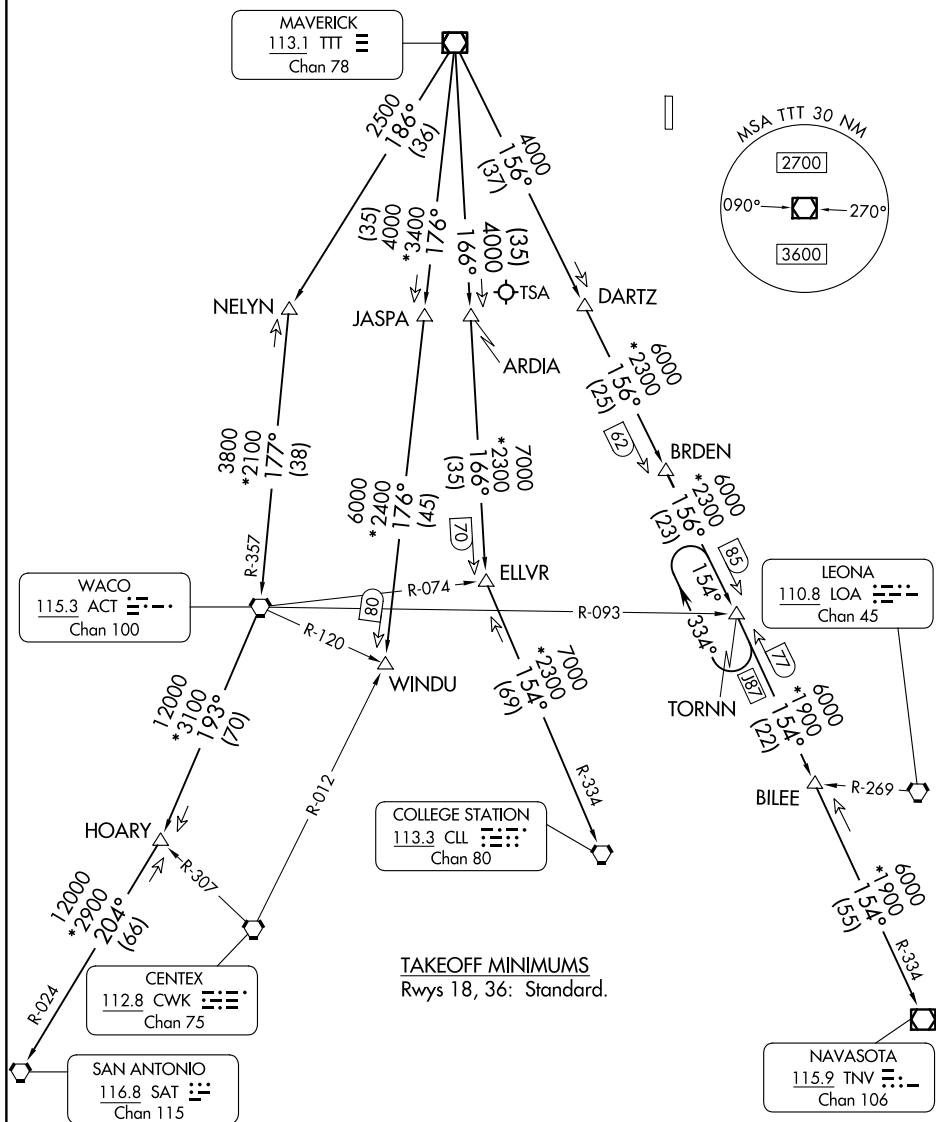 MAVERICK
113.1 TTT
Chan 78
2500
186°
(36)
(35)
4000
*3400
176°
(35)
4000
166°
4000
156°
(37)
MSA TTT 30 NM
2700
090°
270°
3600
TSA
NELYN
JASPA
ARDIA
DARTZ
6000
*2300
156°
(25)
62
BRDEN
3800
*2100
177°
(38)
6000
*2400
176°
(45)
7000
*2300
166°
(35)
70
6000
*2300
156°
(23)
85
R-357
WACO
115.3 ACT
Chan 100
R-074
ELLVR
80
R-093
R-120
WINDU
154°
334°
J87
77
TORNN
LEONA
110.8 LOA
Chan 45
12000
*3100
193°
(70)
7000
*2300
154°
(69)
6000
*1900
154°
(22)
R-012
R-334
BILEE
R-269
HOARY
COLLEGE STATION
113.3 CLL
Chan 80
R-307
12000
*2900
204°
(66)
6000
*1900
154°
(55)
R-334
CENTEX
112.8 CWK
Chan 75
TAKEOFF MINIMUMS
Rwys 18, 36: Standard.
R-024
SAN ANTONIO
116.8 SAT
Chan 115
NAVASOTA
115.9 TNV
Chan 106